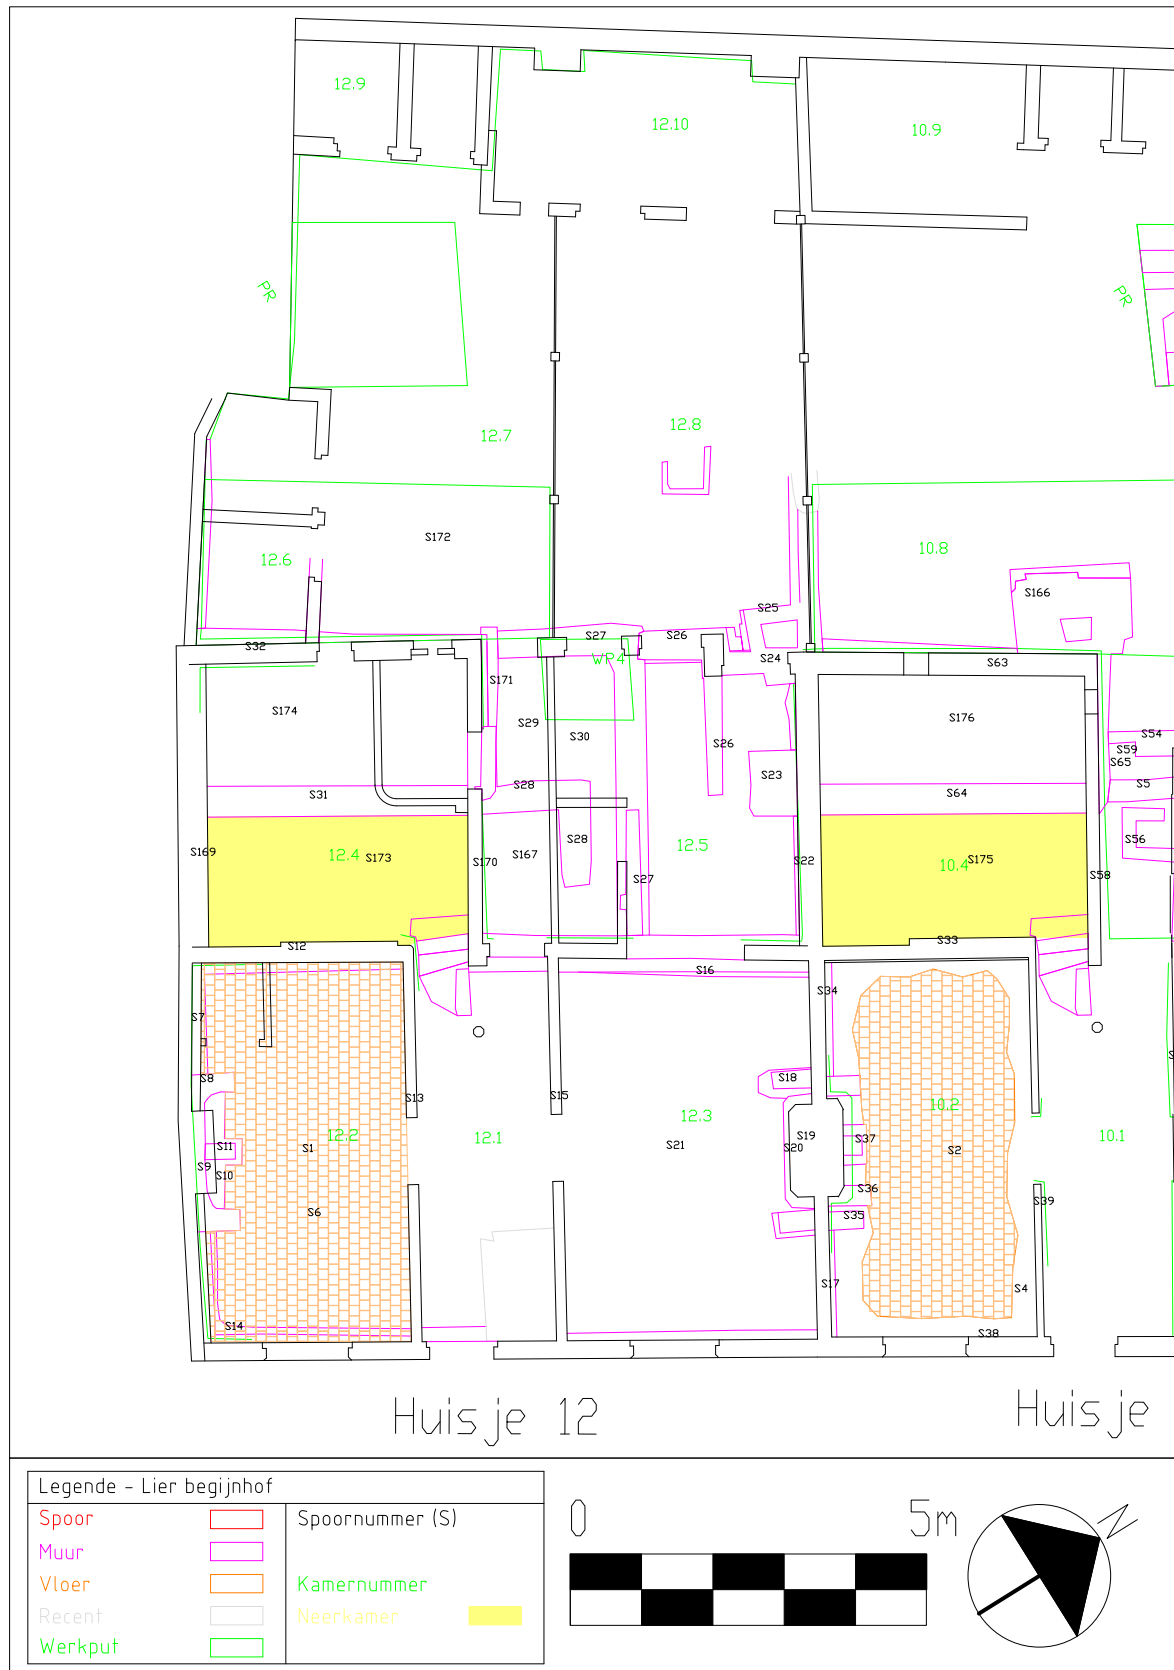 12.9
12.10
10.9
PR
PR
12.7
12.8
S172
12.6
10.8
S166
S25
S32
S27
S26
WP4
S24
S63
S171
S174
S29
S176
S30
S26
S54
S59
S65
S23
S28
S5
S31
S64
S28
S56
12.5
S169
12.4
S173
S170
S167
S22
10.4
S175
S27
S58
S12
S33
S16
S34
S7
S8
S18
S13
S15
12.2
12.1
12.3
10.2
10.1
S11
S1
S21
S19
S20
S37
S2
S9
S10
S36
S39
S6
S35
S17
S4
S14
S38
Huisje 12
Huisje
Legende - Lier begijnhof
Spoor
Spoornummer (S)
Muur
Vloer
Kamernummer
Recent
Neerkamer
Werkput
0
5m
N